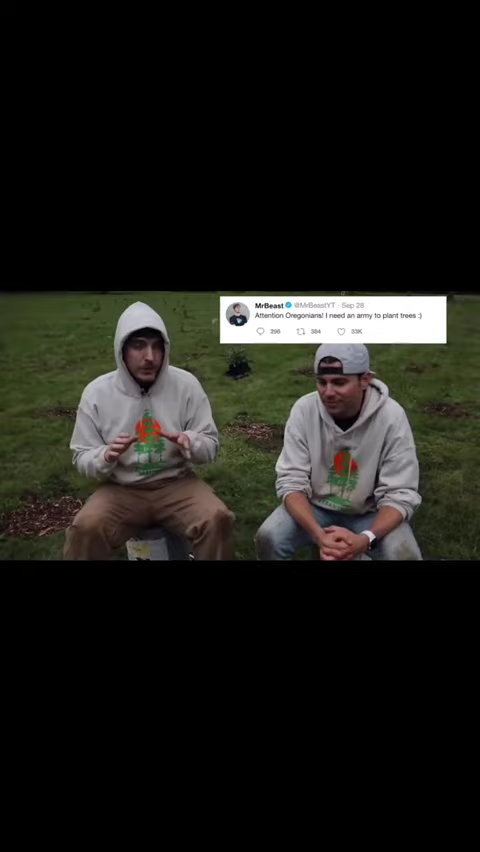 MrBeast @MrBeastYT · Sep 28
Attention Oregonians! I need an army to plant trees :)
298 384 33K